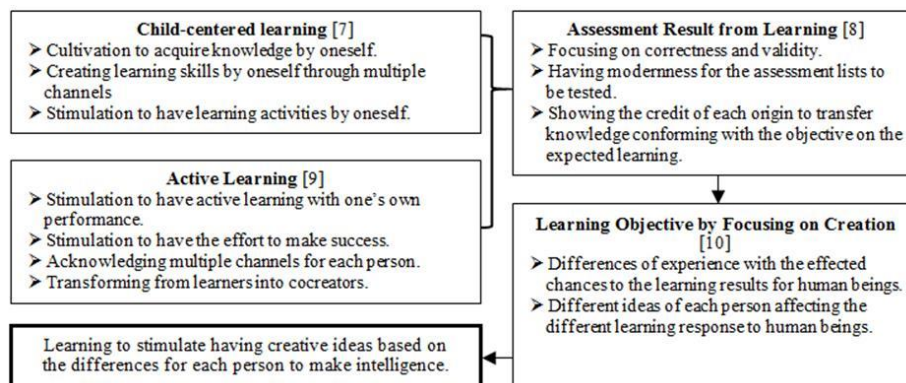 Child-centered learning [7]
➤ Cultivation to acquire knowledge by oneself.
➤ Creating learning skills by oneself through multiple
channels
➤ Stimulation to have learning activities by oneself.
Active Learning [9]
➤ Stimulation to have active learning with one's own
performance.
➤ Stimulation to have the effort to make success.
➤ Acknowledging multiple channels for each person.
➤ Transforming from learners into cocreators.
Assessment Result from Learning [8]
➤ Focusing on correctness and validity.
➤ Having modernness for the assessment lists to
be tested.
➤ Showing the credit of each origin to transfer
knowledge conforming with the objective on the
expected learning.
Learning Objective by Focusing on Creation
[10]
➤ Differences of experience with the effected
chances to the learning results for human beings.
➤ Different ideas of each person affecting the
different learning response to human beings.
Learning to stimulate having creative ideas based on
the differences for each person to make intelligence.